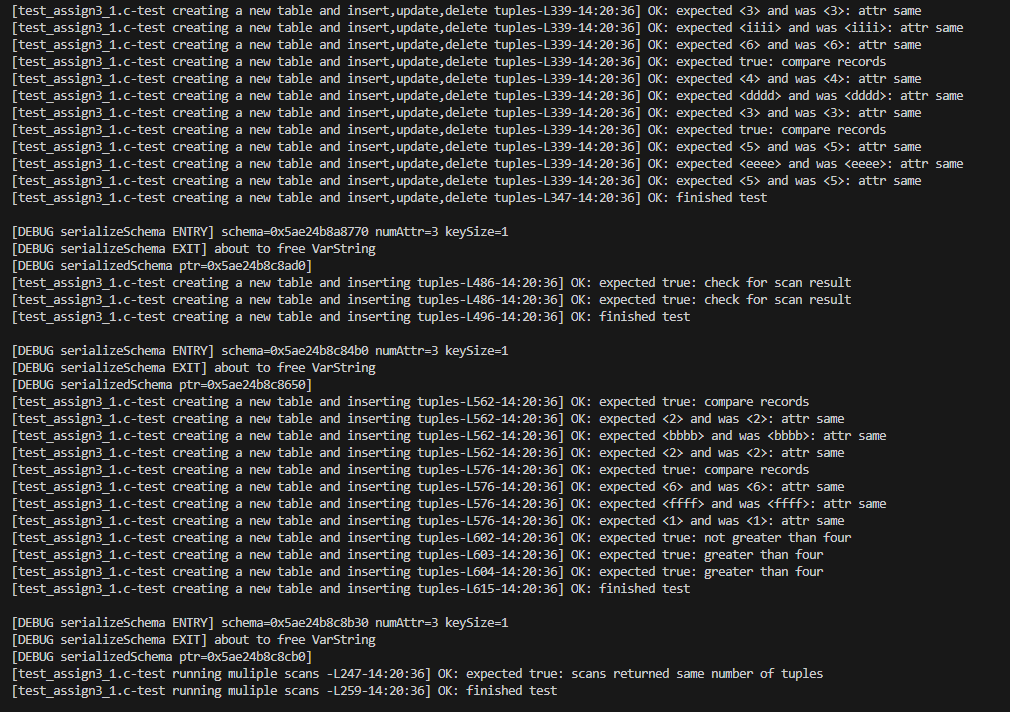 [test_assign3_1.c-test creating a new table and insert,update,delete tuples-L339-14:20:36] OK: expected <3> and was <3>: attr same
[test_assign3_1.c-test creating a new table and insert,update,delete tuples-L339-14:20:36] OK: expected <iiii> and was <iiii>: attr same
[test_assign3_1.c-test creating a new table and insert,update,delete tuples-L339-14:20:36] OK: expected <6> and was <6>: attr same
[test_assign3_1.c-test creating a new table and insert,update,delete tuples-L339-14:20:36] OK: expected true: compare records
[test_assign3_1.c-test creating a new table and insert,update,delete tuples-L339-14:20:36] OK: expected <4> and was <4>: attr same
[test_assign3_1.c-test creating a new table and insert,update,delete tuples-L339-14:20:36] OK: expected <dddd> and was <dddd>: attr same
[test_assign3_1.c-test creating a new table and insert,update,delete tuples-L339-14:20:36] OK: expected <3> and was <3>: attr same
[test_assign3_1.c-test creating a new table and insert,update,delete tuples-L339-14:20:36] OK: expected true: compare records
[test_assign3_1.c-test creating a new table and insert,update,delete tuples-L339-14:20:36] OK: expected <5> and was <5>: attr same
[test_assign3_1.c-test creating a new table and insert,update,delete tuples-L339-14:20:36] OK: expected <eeee> and was <eeee>: attr same
[test_assign3_1.c-test creating a new table and insert,update,delete tuples-L339-14:20:36] OK: expected <5> and was <5>: attr same
[test_assign3_1.c-test creating a new table and insert,update,delete tuples-L347-14:20:36] OK: finished test
[DEBUG serializeSchema ENTRY] schema=0x5ae24b8a8770 numAttr=3 keySize=1
[DEBUG serializeSchema EXIT] about to free VarString
[DEBUG serializedSchema ptr=0x5ae24b8c8ad0]
[test_assign3_1.c-test creating a new table and inserting tuples-L486-14:20:36] OK: expected true: check for scan result
[test_assign3_1.c-test creating a new table and inserting tuples-L486-14:20:36] OK: expected true: check for scan result
[test_assign3_1.c-test creating a new table and inserting tuples-L496-14:20:36] OK: finished test
[DEBUG serializeSchema ENTRY] schema=0x5ae24b8c84b0 numAttr=3 keySize=1
[DEBUG serializeSchema EXIT] about to free VarString
[DEBUG serializedSchema ptr=0x5ae24b8c8650]
[test_assign3_1.c-test creating a new table and inserting tuples-L562-14:20:36] OK: expected true: compare records
[test_assign3_1.c-test creating a new table and inserting tuples-L562-14:20:36] OK: expected <2> and was <2>: attr same
[test_assign3_1.c-test creating a new table and inserting tuples-L562-14:20:36] OK: expected <bbbb> and was <bbbb>: attr same
[test_assign3_1.c-test creating a new table and inserting tuples-L562-14:20:36] OK: expected <2> and was <2>: attr same
[test_assign3_1.c-test creating a new table and inserting tuples-L576-14:20:36] OK: expected true: compare records
[test_assign3_1.c-test creating a new table and inserting tuples-L576-14:20:36] OK: expected <6> and was <6>: attr same
[test_assign3_1.c-test creating a new table and inserting tuples-L576-14:20:36] OK: expected <ffff> and was <ffff>: attr same
[test_assign3_1.c-test creating a new table and inserting tuples-L576-14:20:36] OK: expected <1> and was <1>: attr same
[test_assign3_1.c-test creating a new table and inserting tuples-L602-14:20:36] OK: expected true: not greater than four
[test_assign3_1.c-test creating a new table and inserting tuples-L603-14:20:36] OK: expected true: greater than four
[test_assign3_1.c-test creating a new table and inserting tuples-L604-14:20:36] OK: expected true: greater than four
[test_assign3_1.c-test creating a new table and inserting tuples-L615-14:20:36] OK: finished test
[DEBUG serializeSchema ENTRY] schema=0x5ae24b8c8b30 numAttr=3 keySize=1
[DEBUG serializeSchema EXIT] about to free VarString
[DEBUG serializedSchema ptr=0x5ae24b8c8cb0]
[test_assign3_1.c-test running muliple scans -L247-14:20:36] OK: expected true: scans returned same number of tuples
[test_assign3_1.c-test running muliple scans -L259-14:20:36] OK: finished test